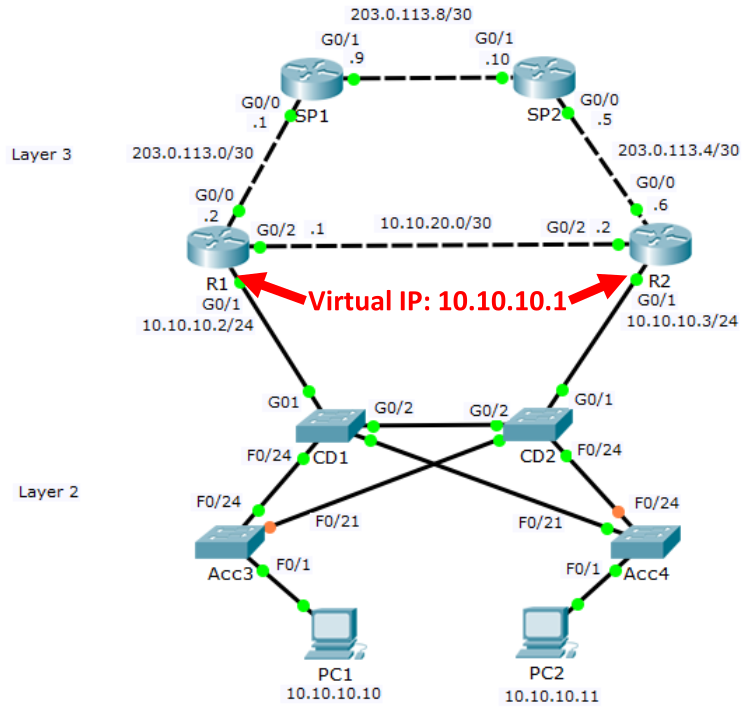 203.0.113.8/30
G0/1
G0/1
.9
.10
SP1
SP2
G0/0
.1
G0/0
.5
Layer 3
203.0.113.0/30
203.0.113.4/30
G0/0
.2
G0/0
.6
G0/2 .1
10.10.20.0/30
G0/2 .2
R1
R2
Virtual IP: 10.10.10.1
G0/1
10.10.10.2/24
G0/1
10.10.10.3/24
G01
G0/2
G0/2
G0/1
F0/24
CD1
CD2
F0/24
Layer 2
F0/24
F0/21
F0/21
F0/24
Acc3
F0/1
F0/1
Acc4
PC1
10.10.10.10
PC2
10.10.10.11